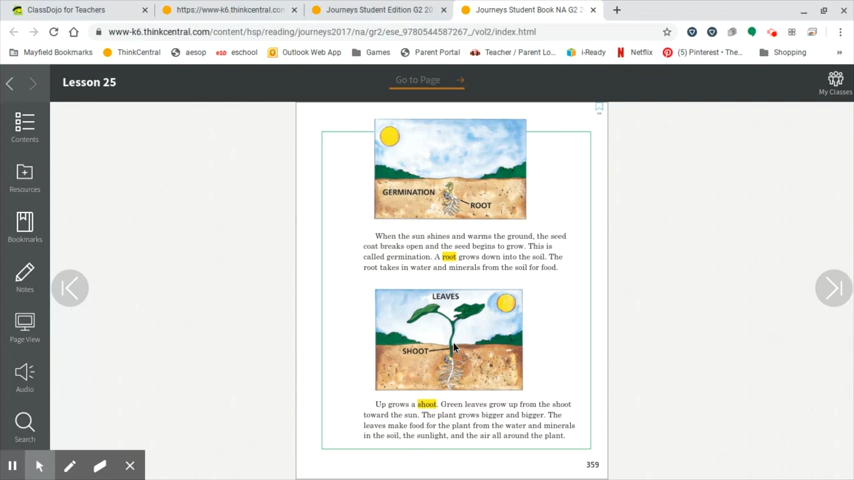 ClassDojo for Teachers
https://www-k6.thinkcentral.com/
Journeys Student Edition G2 20
Journeys Student Book NA G2 2
https://www-k6.thinkcentral.com/content/hsp/reading/journeys2017/na/gr2/ese_9780544587267_/vol2/index.html
Mayfield Bookmarks
ThinkCentral
aesop
eschool
Outlook Web App
Games
Parent Portal
Teacher / Parent Lo...
i-Ready
Netflix
(5) Pinterest • The...
Shopping
Lesson 25
Go to Page
My Classes
Contents
Resources
Bookmarks
Notes
Page View
Audio
Search
GERMINATION
ROOT
When the sun shines and warms the ground, the seed
coat breaks open and the seed begins to grow. This is
called germination. A root grows down into the soil. The
root takes in water and minerals from the soil for food.
LEAVES
SHOOT
Up grows a shoot. Green leaves grow up from the shoot
toward the sun. The plant grows bigger and bigger. The
leaves make food for the plant from the water and minerals
in the soil, the sunlight, and the air all around the plant.
359